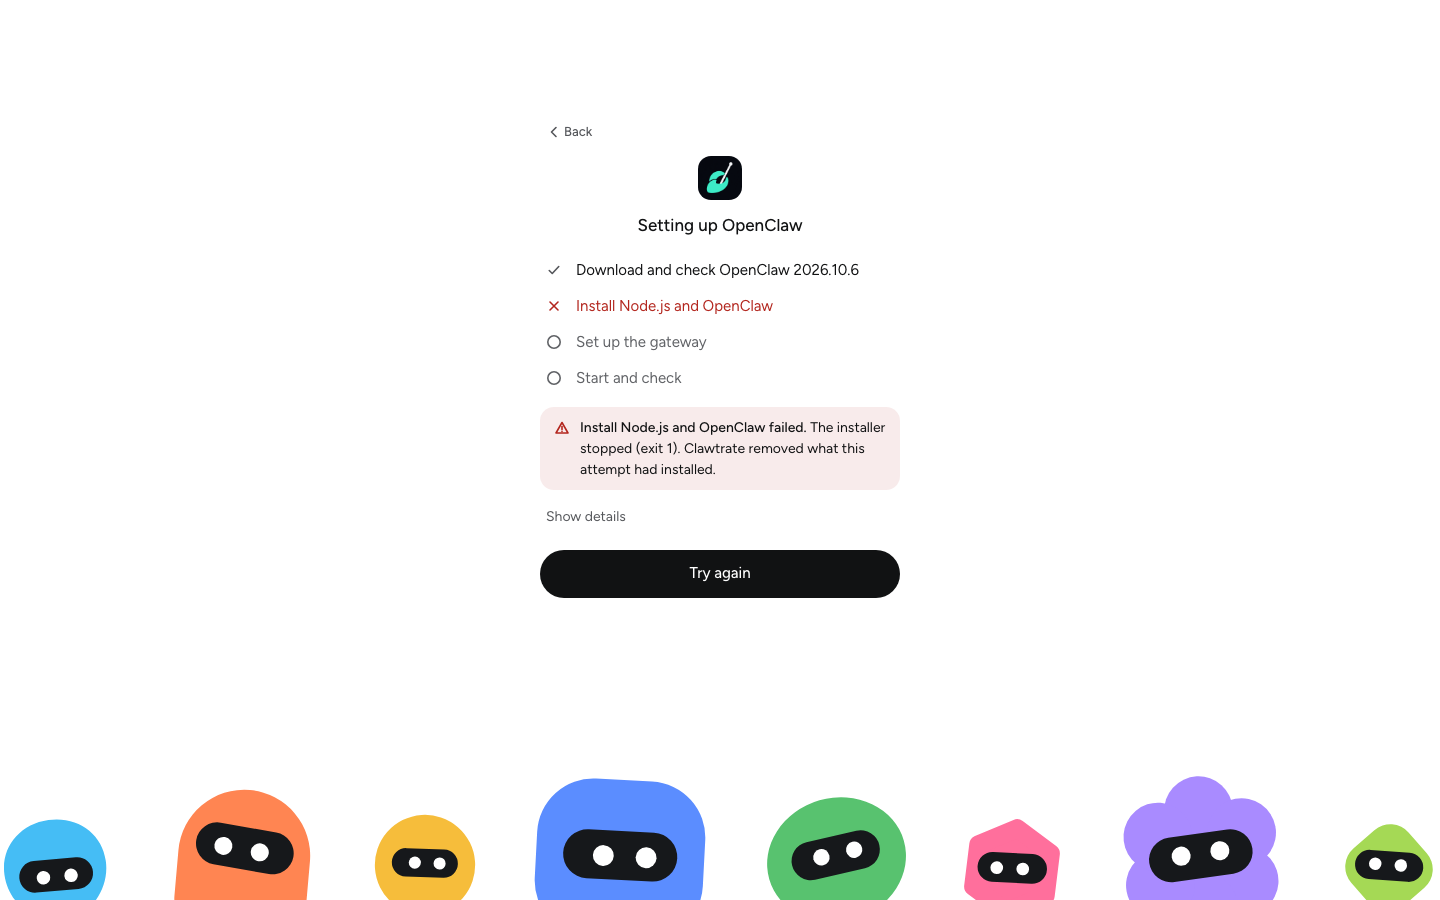 Back
Setting up OpenClaw
Download and check OpenClaw 2026.10.6
Install Node.js and OpenClaw
Set up the gateway
Start and check
Install Node.js and OpenClaw failed. The installer
stopped (exit 1). Clawtrate removed what this
attempt had installed.
Show details
Try again